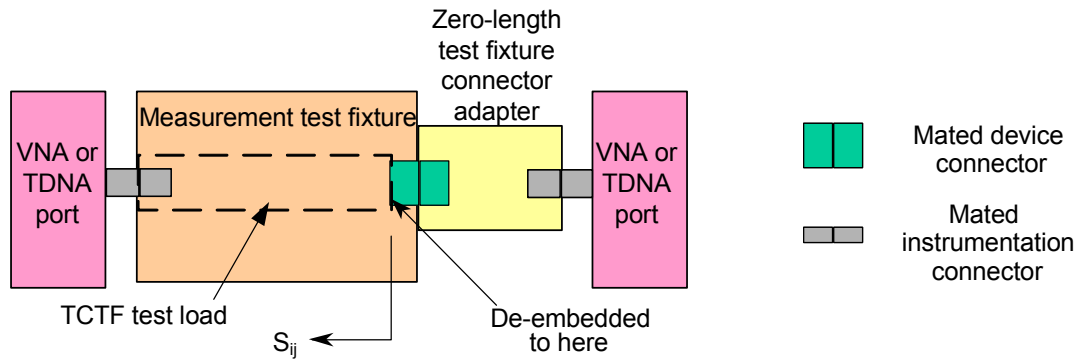 Zero-length
test fixture
connector
adapter
Measurement test fixture
VNA or
TDNA
port
VNA or
TDNA
port
Mated device
connector
Mated
instrumentation
connector
TCTF test load
De-embedded
to here
Sij